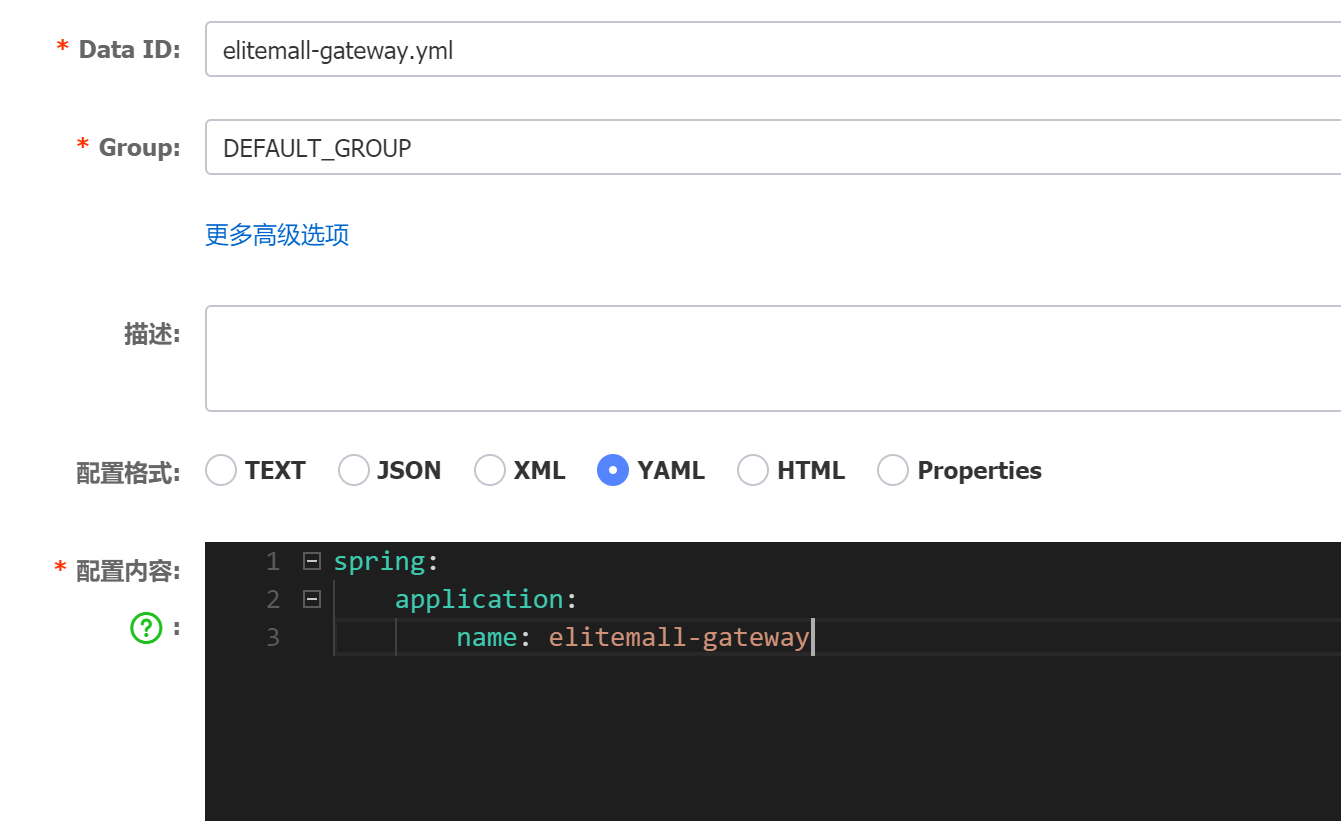 * Data ID: elitemall-gateway.yml
* Group: DEFAULT_GROUP
更多高级选项
描述:
配置格式: TEXT JSON XML YAML HTML Properties
* 配置内容: 1 spring:
2 application:
? : 3 name: elitemall-gateway